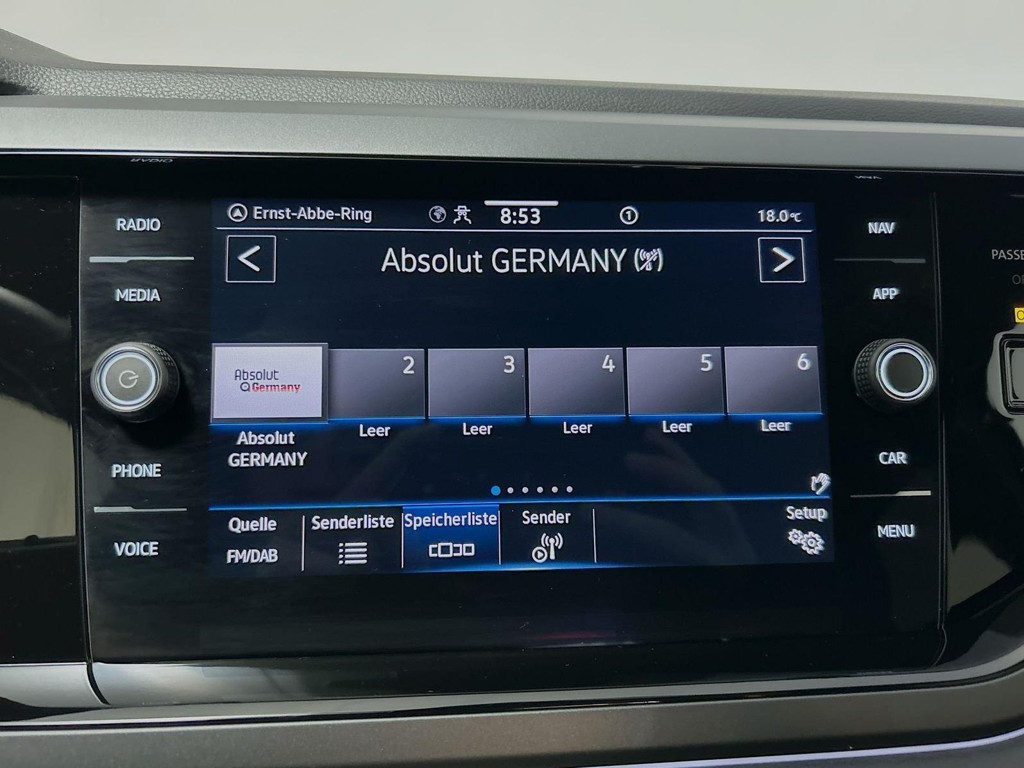 RADIO
MEDIA
PHONE
VOICE
Ernst-Abbe-Ring
8:53
1
18.0°C
< Absolut GERMANY >
Absolut
Germany
2
3
4
5
6
Absolut
GERMANY
Leer
Leer
Leer
Leer
Leer
Quelle
FM/DAB
Senderliste
Speicherliste
Sender
Setup
NAV
APP
CAR
MENU
PASSE